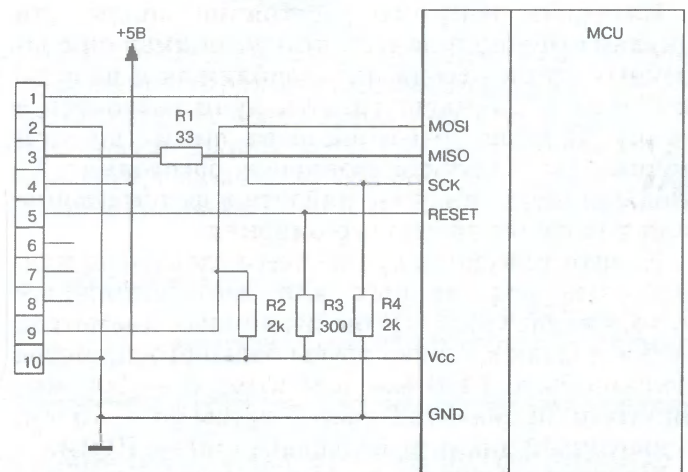 MCU
+5В
1
2
3
4
5
6
7
8
9
10
R1
33
MOSI
MISO
SCK
RESET
R2
2k
R3
300
R4
2k
Vcc
GND